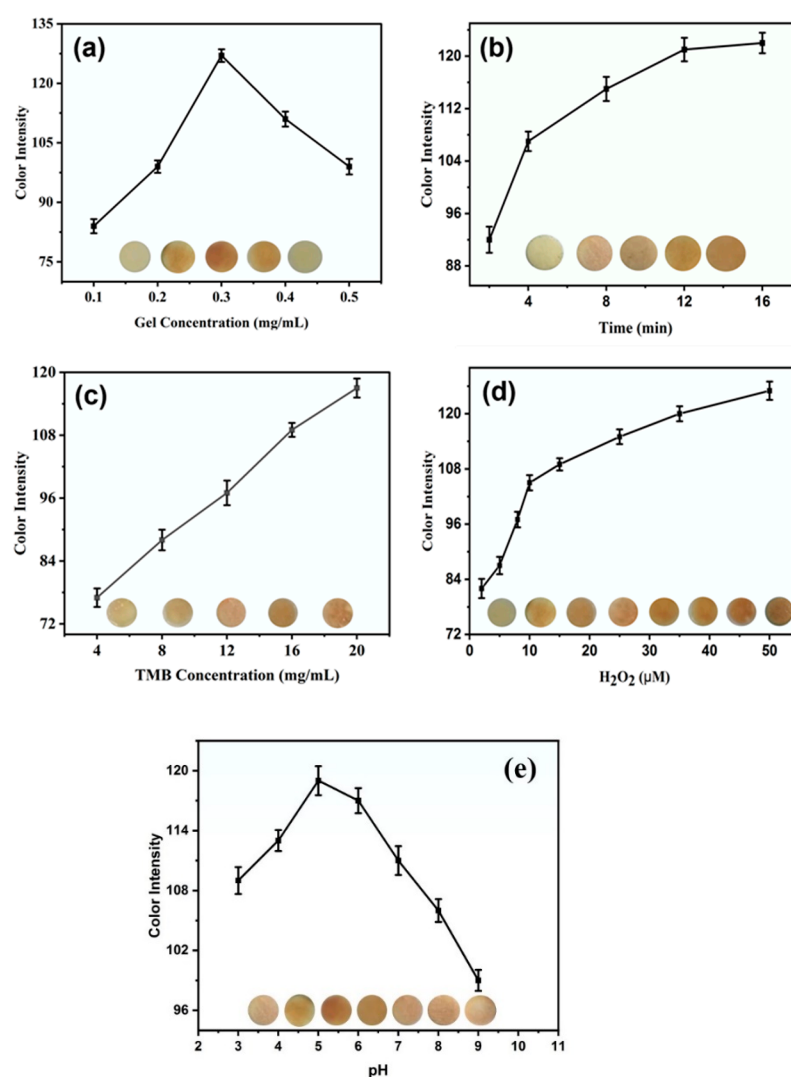 (a)
135
120
105
90
75
Color Intensity
0.1 0.2 0.3 0.4 0.5
Gel Concentration (mg/mL)
(b)
120
112
104
96
88
Color Intensity
4 8 12 16
Time (min)
(c)
120
108
96
84
72
Color Intensity
4 8 12 16 20
TMB Concentration (mg/mL)
(d)
120
108
96
84
72
Color Intensity
0 10 20 30 40 50
H₂O₂ (μM)
(e)
120
114
108
102
96
Color Intensity
2 3 4 5 6 7 8 9 10 11
pH